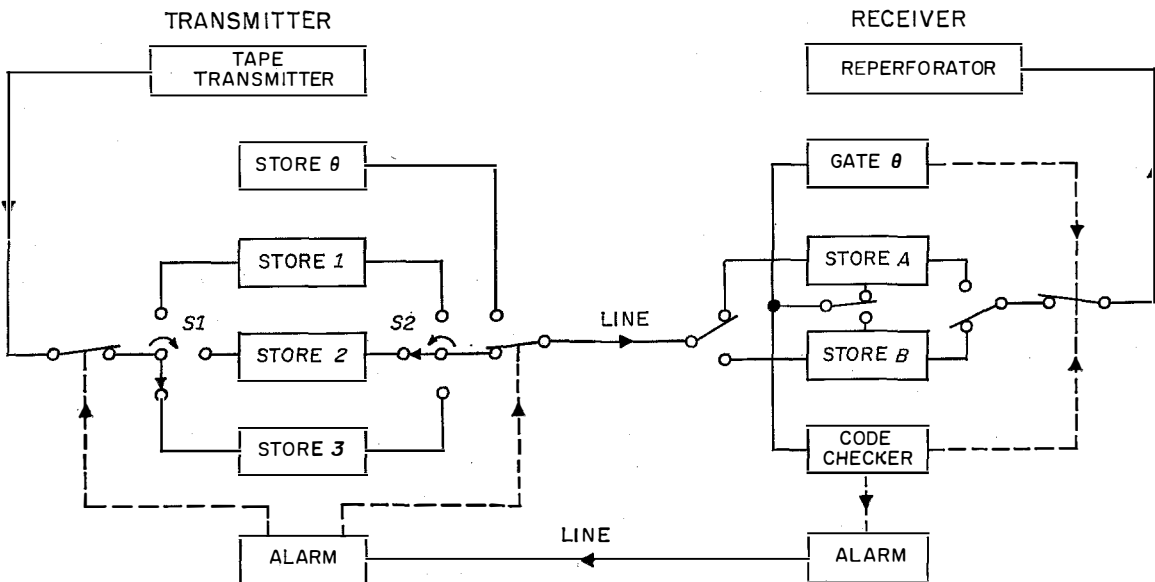 TRANSMITTER
TAPE
TRANSMITTER
STORE θ
STORE 1
S1
S2
STORE 2
STORE 3
ALARM
LINE
LINE
RECEIVER
REPERFORATOR
GATE θ
STORE A
STORE B
CODE
CHECKER
ALARM